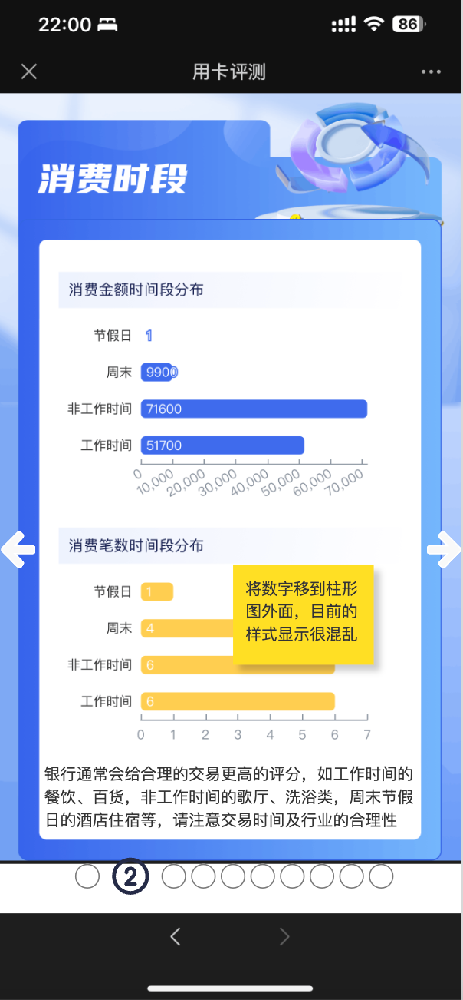 22:00
86
用卡评测
消费时段
消费金额时间段分布
节假日 1
周末 9900
非工作时间 71600
工作时间 51700
0 10,000 20,000 30,000 40,000 50,000 60,000 70,000
消费笔数时间段分布
节假日 1
周末 4
非工作时间 6
工作时间 6
0 1 2 3 4 5 6 7
将数字移到柱形
图外面，目前的
样式显示很混乱
银行通常会给合理的交易更高的评分，如工作时间的
餐饮、百货，非工作时间的歌厅、洗浴类，周末节假
日的酒店住宿等，请注意交易时间及行业的合理性
2